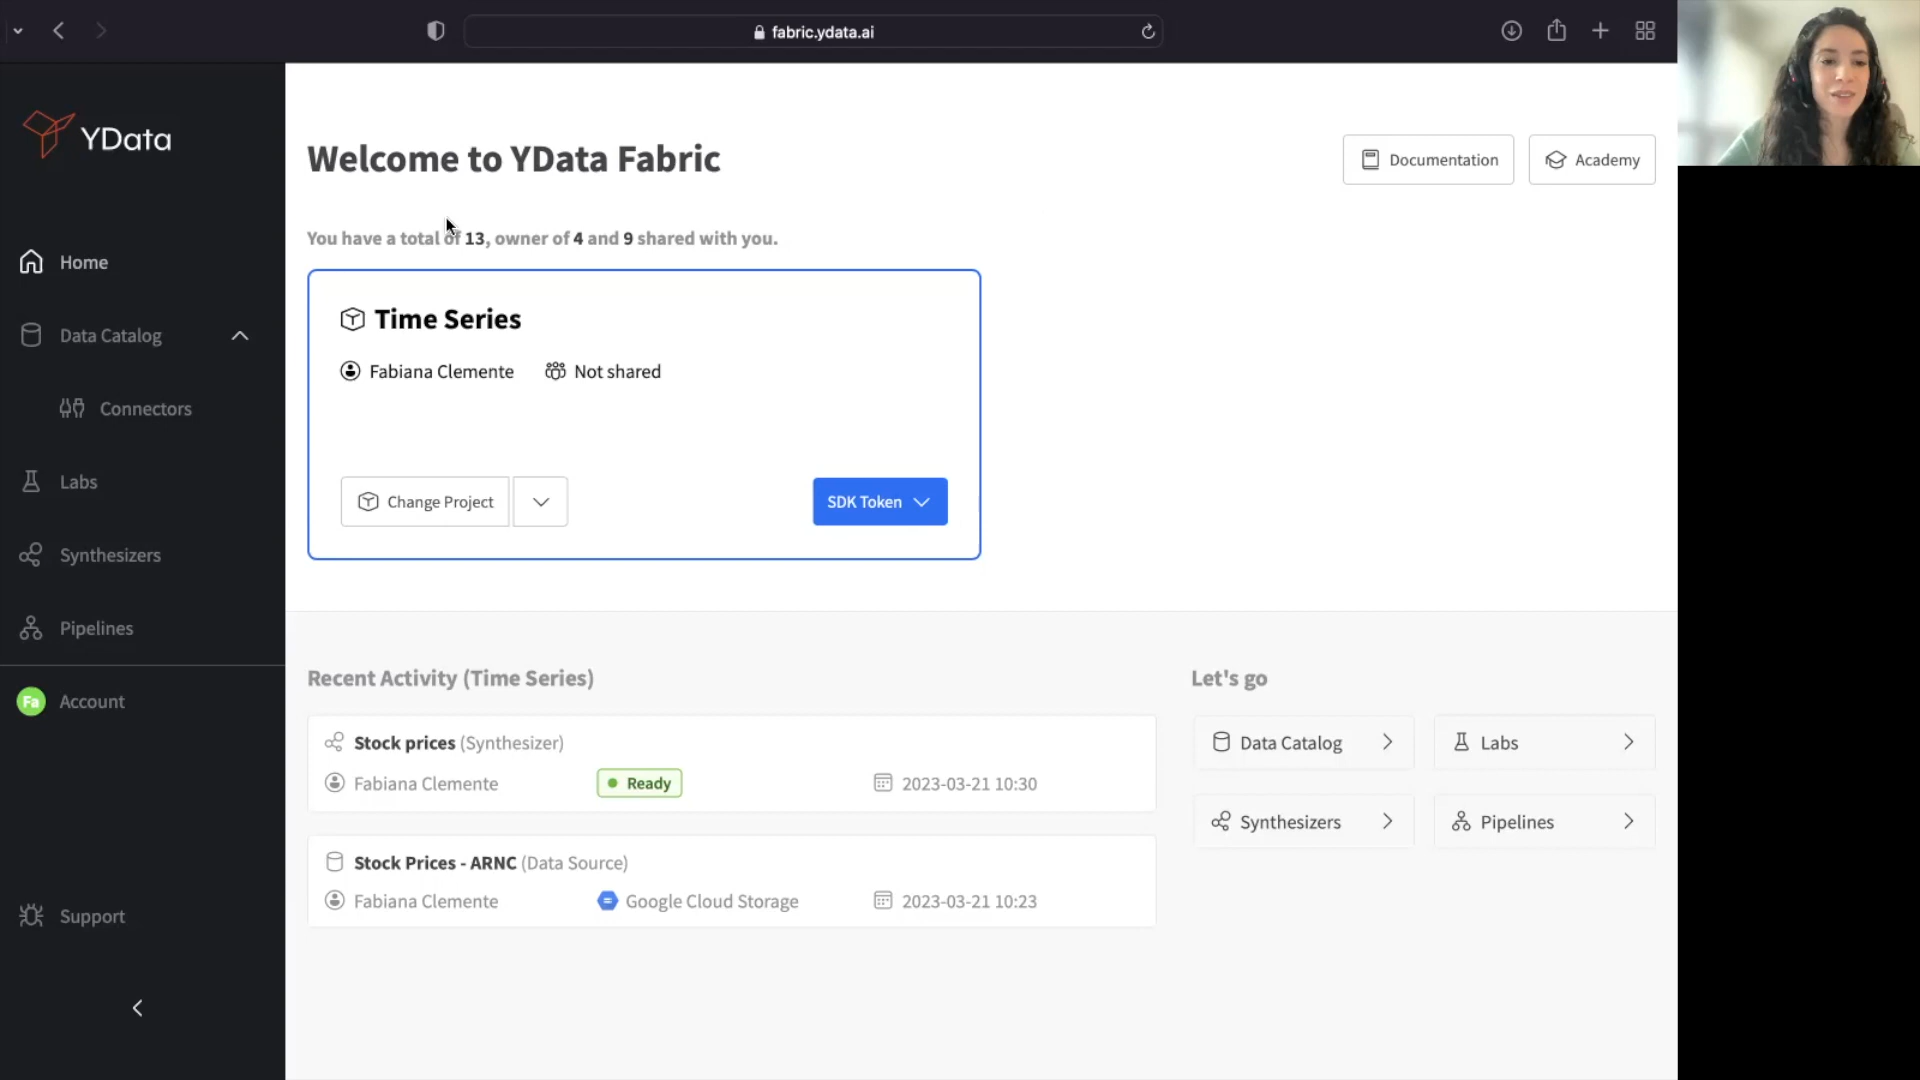 fabric.ydata.ai
YData
Home
Data Catalog
Connectors
Labs
Synthesizers
Pipelines
Fa
Account
Support
Welcome to YData Fabric
Documentation
Academy
You have a total of 13, owner of 4 and 9 shared with you.
Time Series
Fabiana Clemente
Not shared
Change Project
SDK Token
Recent Activity (Time Series)
Stock prices (Synthesizer)
Fabiana Clemente
Ready
2023-03-21 10:30
Stock Prices - ARNC (Data Source)
Fabiana Clemente
Google Cloud Storage
2023-03-21 10:23
Let's go
Data Catalog
Labs
Synthesizers
Pipelines